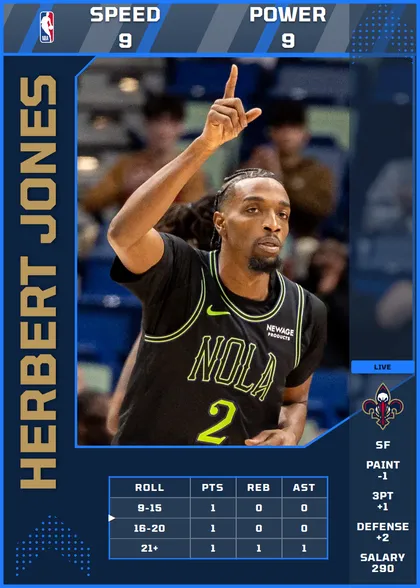 SPEED POWER
9 9
HERBERT JONES
NEWAGE
PRODUCTS
NOLA
2
LIVE
SF
PAINT
-1
3PT
+1
DEFENSE
+2
SALARY
290
ROLL PTS REB AST
9-15 1 0 0
16-20 1 0 0
21+ 1 1 1